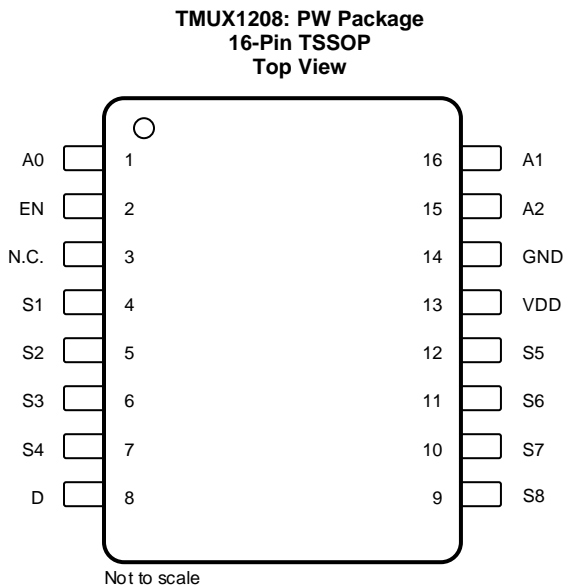 TMUX1208: PW Package
16-Pin TSSOP
Top View
A0 1 16 A1
EN 2 15 A2
N.C. 3 14 GND
S1 4 13 VDD
S2 5 12 S5
S3 6 11 S6
S4 7 10 S7
D 8 9 S8
Not to scale